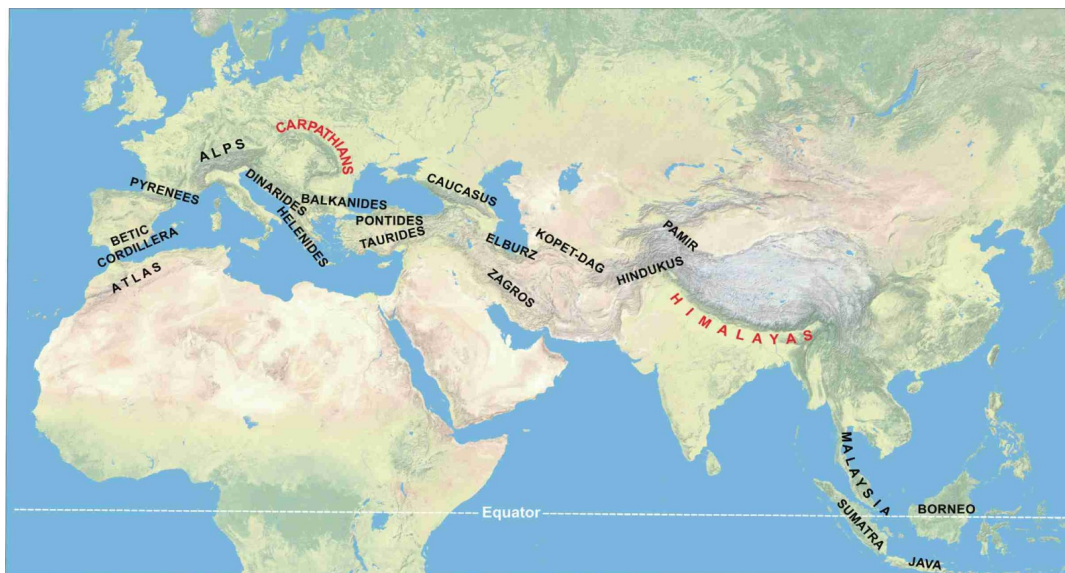 CARPATHIANS
ALPS
PYRENEES
DINARIDES
BALKANIDES
HELENIDES
CAUCASUS
PONTIDES
TAURIDES
BETIC
CORDILLERA
ATLAS
ELBURZ
KOPET-DAG
ZAGROS
PAMIR
HINDUKUS
HIMALAYAS
MALAYSIA
SUMATRA
BORNEO
JAVA
Equator